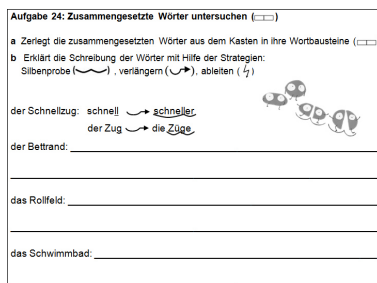 Aufgabe 24: Zusammengesetzte Wörter untersuchen ( )
a Zerlegt die zusammengesetzten Wörter aus dem Kasten in ihre Wortbausteine (
b Erklärt die Schreibung der Wörter mit Hilfe der Strategien:
Silbenprobe ( ), verlängern ( ), ableiten ( )
der Schnellzug: schnell schneller,
der Zug die Züge,
der Bettrand:
das Rollfeld:
das Schwimmbad: